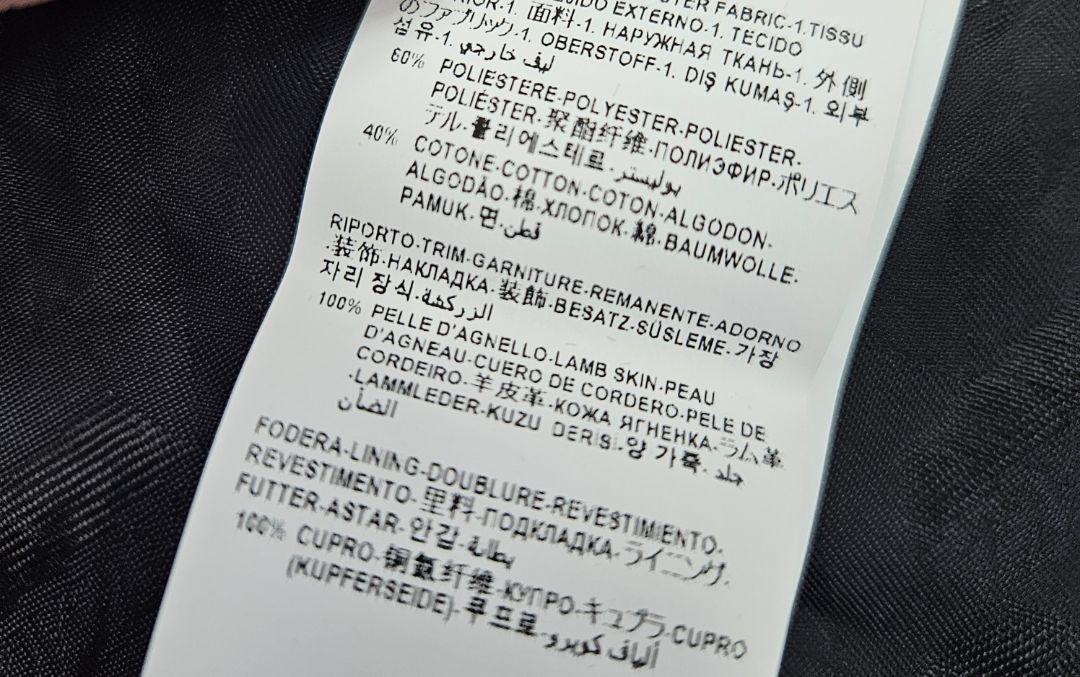 FABRIC-1.TISSU
EXTERNO-1. TECIDO
-1. 面料-1. НАРУЖНАЯ ТКАНЬ-1. 外側
のファブリック-1. OBERSTOFF-1. DIŞ KUMAŞ-1. 외부
섬유-1. ليف خارجي
60% POLIESTERE-POLYESTER-POLIESTER-
POLIÉSTER-聚酯纤维-ПОЛИЭФИР-ポリエス
テル-폴리에스테르-بوليستر
40% COTONE-COTTON-COTON-ALGODON-
ALGODÃO-棉-ХЛОПОК-綿-BAUMWOLLE-
PAMUK-면-قطن
RIPORTO-TRIM-GARNITURE-REMANENTE-ADORNO
-装饰-НАКЛАДКА-装飾-BESATZ-SÜSLEME-가장
자리 장식-الزركشة
100% PELLE D'AGNELLO-LAMB SKIN-PEAU
D'AGNEAU-CUERO DE CORDERO-PELE DE
CORDEIRO-羊皮革-КОЖА ЯГНЕНКА-ラム革
-LAMMLEDER-KUZU DERISI-양 가죽-جلد
الضأن
FODERA-LINING-DOUBLURE-REVESTIMIENTO-
REVESTIMENTO-里料-ПОДКЛАДКА-ライニング-
FUTTER-ASTAR-안감-بطانة
100% CUPRO-铜氨纤维-КУПРО-キュプラ-CUPRO
(KUPFERSEIDE)-쿠프로-ألياف كوبرو